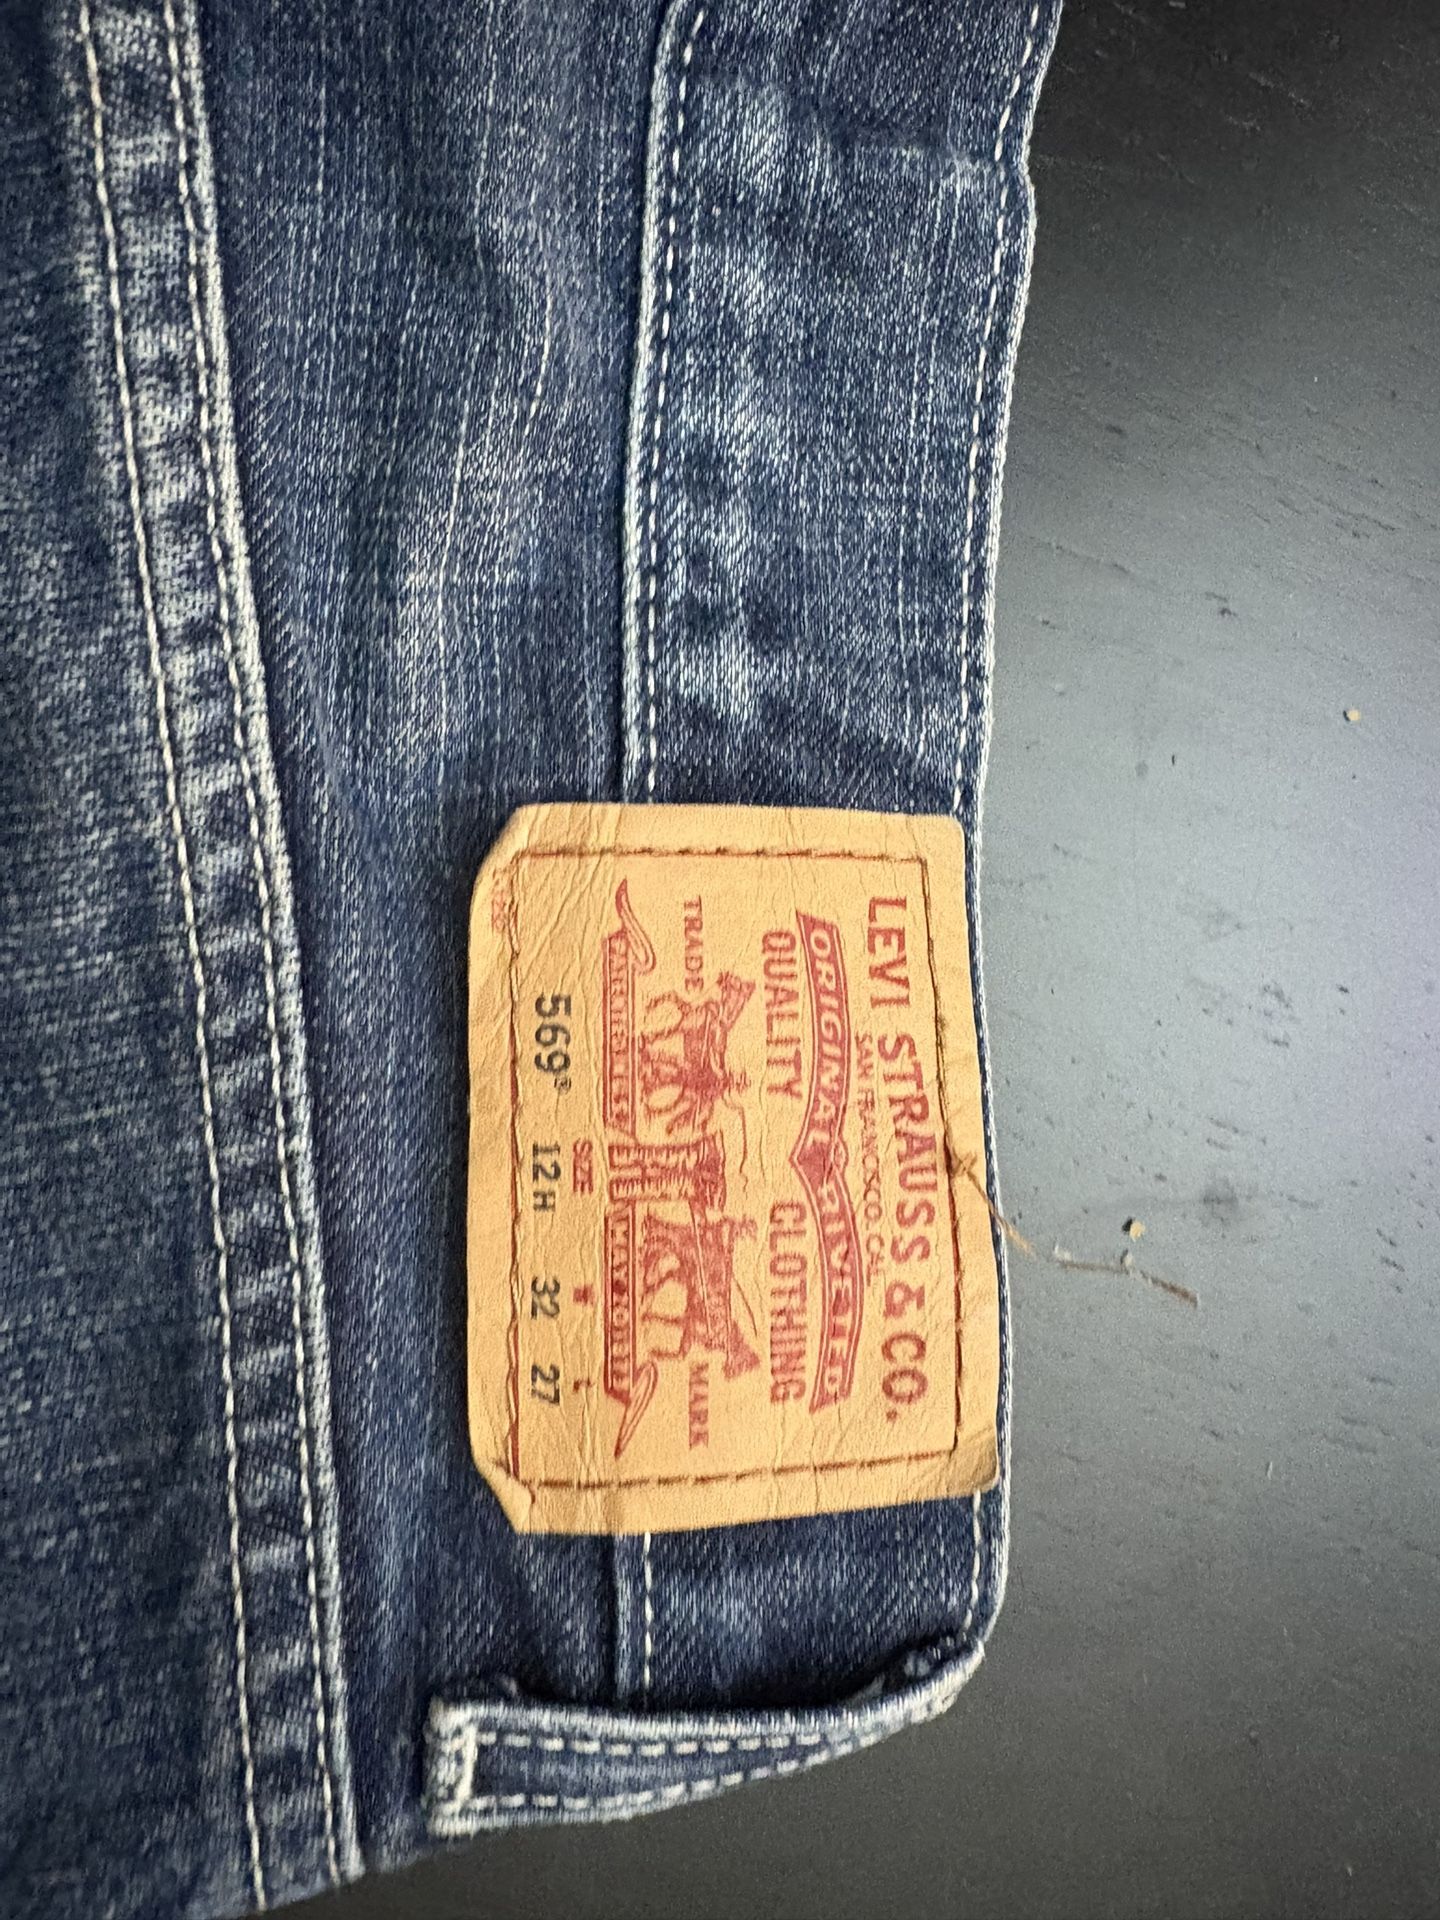 LEVI STRAUSS & CO.
SAN FRANCISCO, CAL.
ORIGINAL RIVETED
QUALITY CLOTHING
TRADE MARK
SIZE W L
569® 12H 32 27